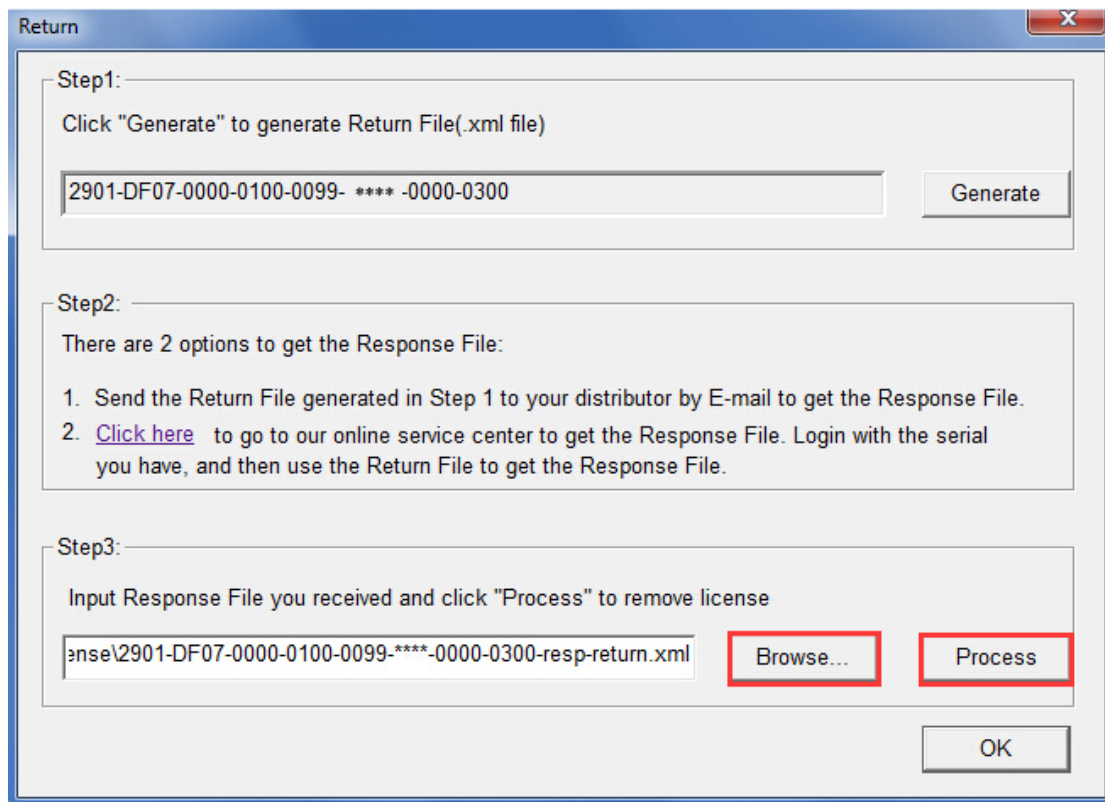 Return
X
Step1:
Click "Generate" to generate Return File(.xml file)
2901-DF07-0000-0100-0099- **** -0000-0300
Generate
Step2:
There are 2 options to get the Response File:
1. Send the Return File generated in Step 1 to your distributor by E-mail to get the Response File.
2. Click here to go to our online service center to get the Response File. Login with the serial
you have, and then use the Return File to get the Response File.
Step3:
Input Response File you received and click "Process" to remove license
ense\2901-DF07-0000-0100-0099-****-0000-0300-resp-return.xml
Browse...
Process
OK